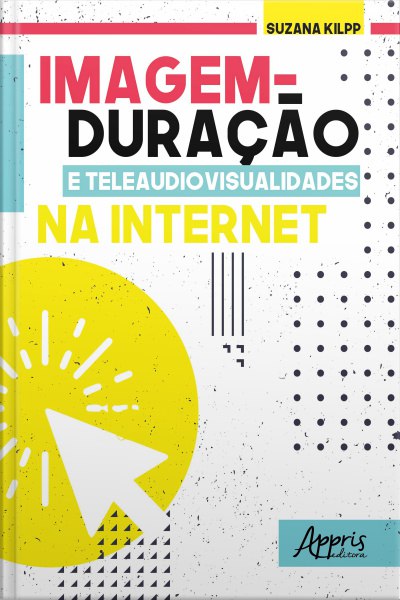 SUZANA KILPP
IMAGEM-
DURAÇÃO
E TELEAUDIOVISUALIDADES
NA INTERNET
Appris
editora